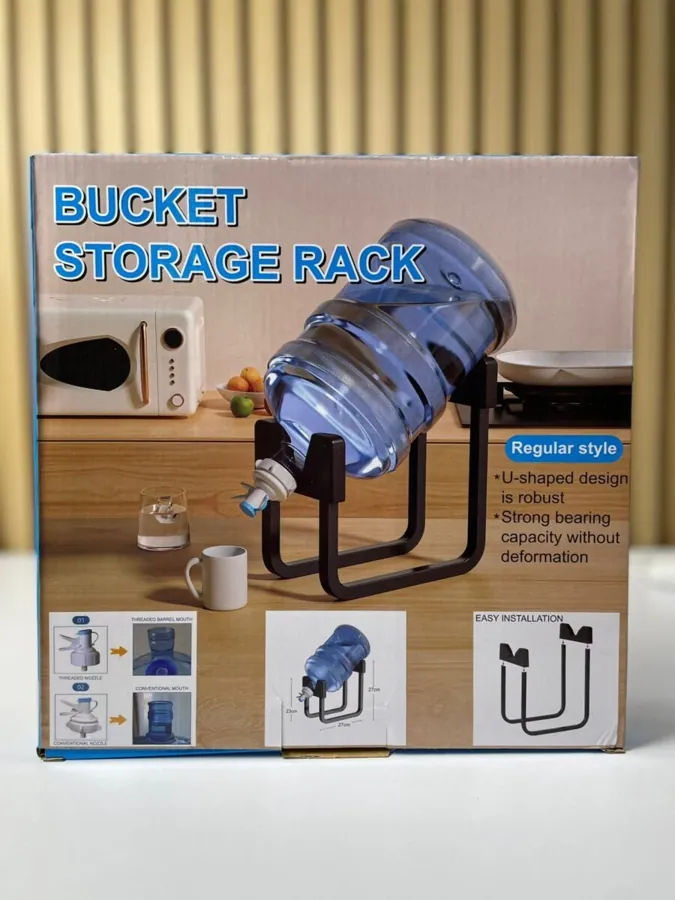 BUCKET
STORAGE RACK
Regular style
*U-shaped design
is robust
*Strong bearing
capacity without
deformation
01
THREADED BARREL MOUTH
THREADED NOZZLE
02
CONVENTIONAL MOUTH
CONVENTIONAL NOZZLE
23cm
27cm
27cm
EASY INSTALLATION